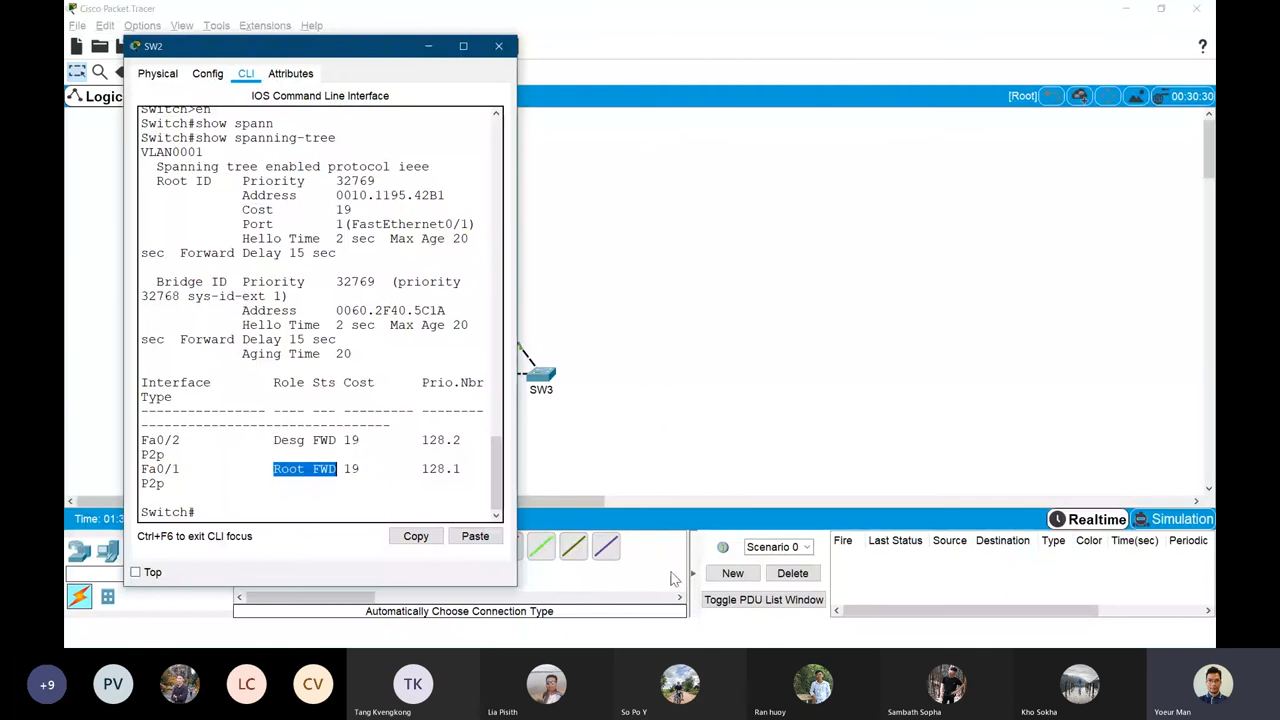 Cisco Packet Tracer
File Edit Options View Tools Extensions Help
SW2
?
Physical Config CLI Attributes
Logic
[Root]
00:30:30
IOS Command Line Interface
Switch>en
Switch#show spann
Switch#show spanning-tree
VLAN0001
Spanning tree enabled protocol ieee
Root ID Priority 32769
Address 0010.1195.42B1
Cost 19
Port 1(FastEthernet0/1)
Hello Time 2 sec Max Age 20
sec Forward Delay 15 sec
Bridge ID Priority 32769 (priority
32768 sys-id-ext 1)
Address 0060.2F40.5C1A
Hello Time 2 sec Max Age 20
sec Forward Delay 15 sec
Aging Time 20
Interface Role Sts Cost Prio.Nbr
Type
---------------- ---- --- --------- --------
--------------------------------
Fa0/2 Desg FWD 19 128.2
P2p
Fa0/1 Root FWD 19 128.1
P2p
Switch#
Ctrl+F6 to exit CLI focus
Copy
Paste
Top
SW3
Time: 01:3
Realtime
Simulation
Scenario 0
New
Delete
Toggle PDU List Window
Fire Last Status Source Destination Type Color Time(sec) Periodic
Automatically Choose Connection Type
+9
PV
LC
CV
TK
Tang Kvengkong
Lia Pisith
So Po Y
Ran huoy
Sambath Sopha
Kho Sokha
Yoeur Man